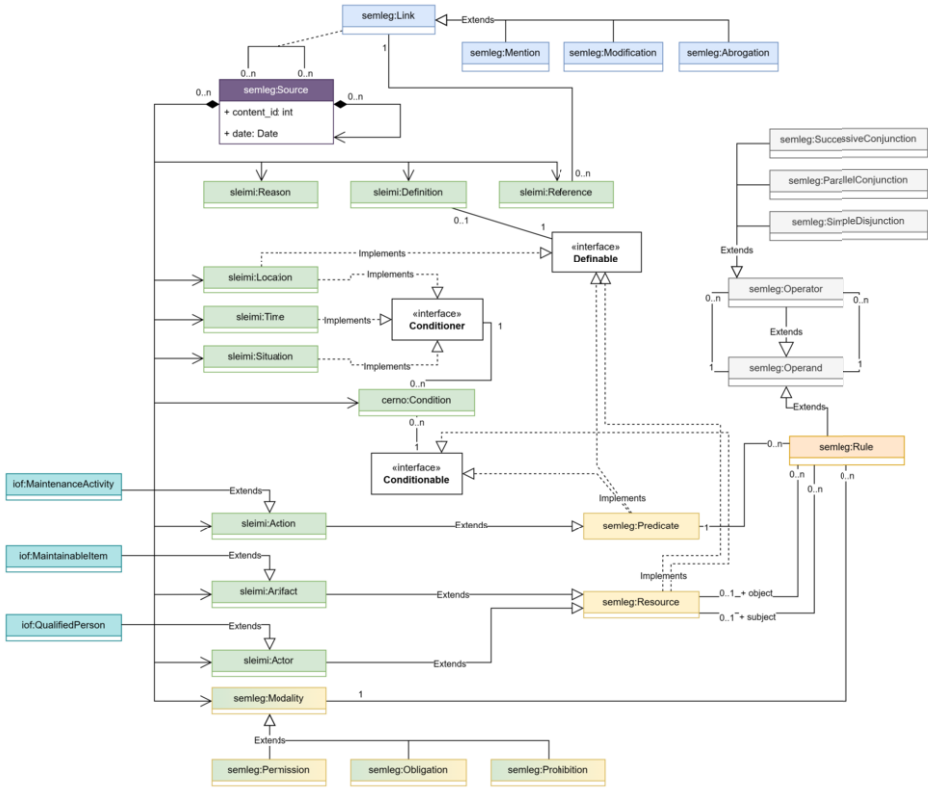 semleg:Link
Extends
1
semleg:Mention
semleg:Modification
semleg:Abrogation
0..n
0..n
semleg:Source
0..n
0..n
+ content_id: int
+ date: Date
semleg:SuccessiveConjunction
semleg:ParallelConjunction
semleg:SimpleDisjunction
Extends
sleimi:Reason
sleimi:Definition
sleimi:Reference
0..n
0..1
1
«interface»
Definable
Implements
sleimi:Location
Implements
sleimi:Time
Implements
«interface»
Conditioner
1
sleimi:Situation
Implements
semleg:Operator
0..n
0..n
Extends
1
1
semleg:Operand
Extends
0..n
cerno:Condition
0..n
1
«interface»
Conditionable
semleg:Rule
0..n
0..n
0..n
0..n
iof:MaintenanceActivity
Extends
sleimi:Action
Extends
Implements
semleg:Predicate
1
iof:MaintainableItem
Extends
sleimi:Artifact
Extends
Implements
semleg:Resource
0..1 + object
0..1 + subject
iof:QualifiedPerson
Extends
sleimi:Actor
Extends
semleg:Modality
1
Extends
semleg:Permission
semleg:Obligation
semleg:Prohibition